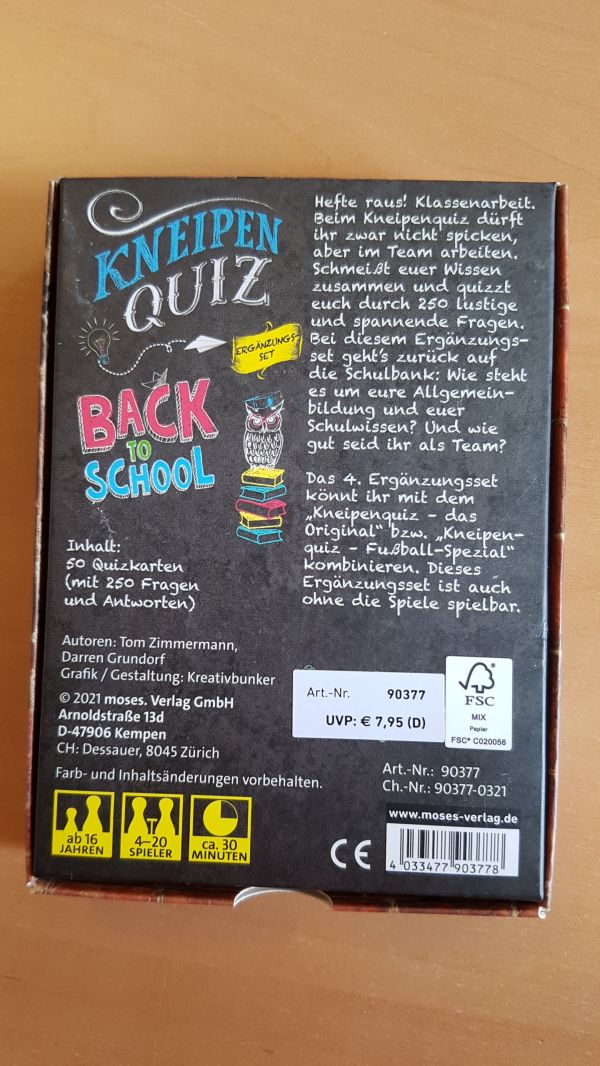 KNEIPEN
QUIZ
ERGÄNZUNGS-
SET
BACK
TO
SCHOOL
Inhalt:
50 Quizkarten
(mit 250 Fragen
und Antworten)
Hefte raus! Klassenarbeit.
Beim Kneipenquiz dürft
ihr zwar nicht spicken,
aber im Team arbeiten.
Schmeißt euer Wissen
zusammen und quizzt
euch durch 250 lustige
und spannende Fragen.
Bei diesem Ergänzungs-
set geht's zurück auf
die Schulbank: Wie steht
es um eure Allgemein-
bildung und euer
Schulwissen? Und wie
gut seid ihr als Team?
Das 4. Ergänzungsset
könnt ihr mit dem
„Kneipenquiz – das
Original“ bzw. „Kneipen-
quiz – Fußball-Spezial“
kombinieren. Dieses
Ergänzungsset ist auch
ohne die Spiele spielbar.
Autoren: Tom Zimmermann,
Darren Grundorf
Grafik / Gestaltung: Kreativbunker
© 2021 moses. Verlag GmbH
Arnoldstraße 13d
D-47906 Kempen
CH: Dessauer, 8045 Zürich
Farb- und Inhaltsänderungen vorbehalten.
Art.-Nr. 90377
UVP: € 7,95 (D)
FSC
MIX
Papier
FSC® C020056
Art.-Nr.: 90377
Ch.-Nr.: 90377-0321
www.moses-verlag.de
ab 16
JAHREN
4–20
SPIELER
ca. 30
MINUTEN
CE
4 033477 903778